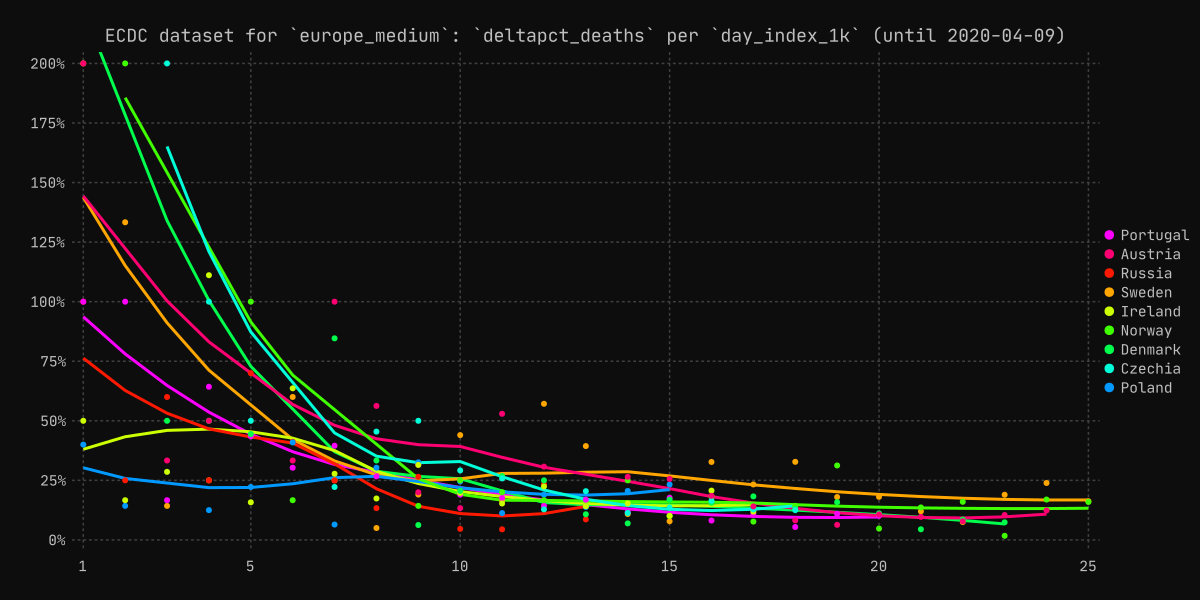 ECDC dataset for `europe_medium`: `deltapct_deaths` per `day_index_1k` (until 2020-04-09)
200%
175%
150%
125%
100%
75%
50%
25%
0%
1 5 10 15 20 25
Portugal
Austria
Russia
Sweden
Ireland
Norway
Denmark
Czechia
Poland